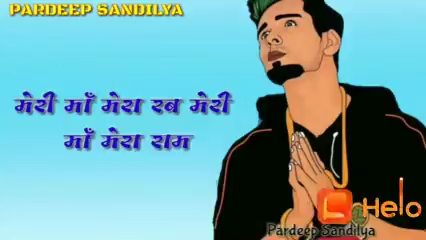 PARDEEP SANDILYA
मेरी माँ मेरा रब मेरी
माँ मेरा राम
Helo
Pardeep Sandilya